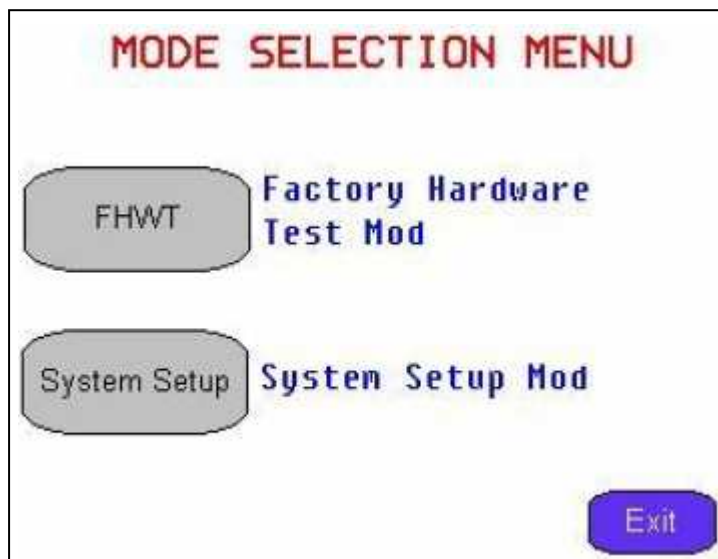 MODE SELECTION MENU
FHWT
Factory Hardware
Test Mod
System Setup
System Setup Mod
Exit